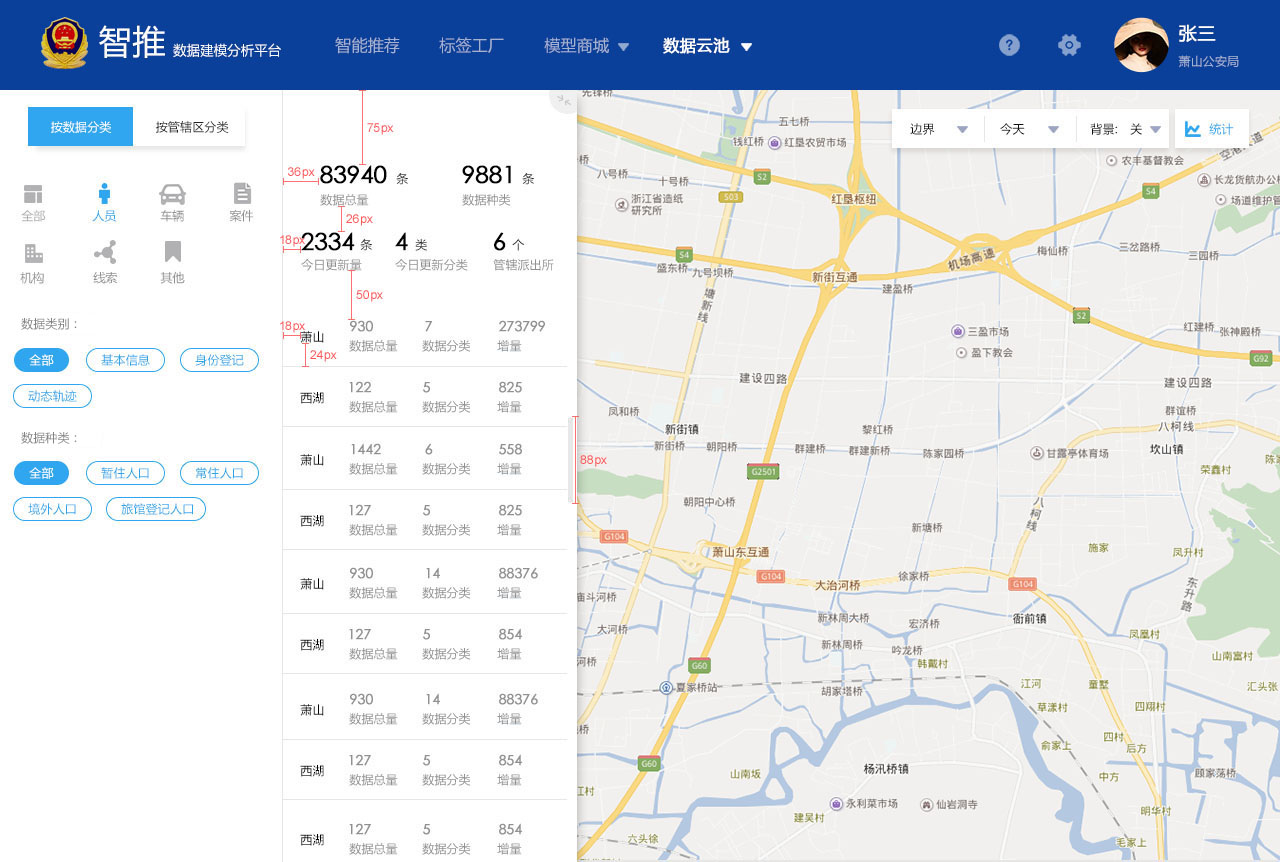 智推 数据建模分析平台
智能推荐
标签工厂
模型商城
数据云池
?
张三
萧山公安局
按数据分类
按管辖区分类
全部
人员
车辆
案件
机构
线索
其他
数据类别：
全部
基本信息
身份登记
动态轨迹
数据种类：
全部
暂住人口
常住人口
境外人口
旅馆登记人口
75px
36px
83940 条
9881 条
数据总量
数据种类
26px
18px
2334 条
4 类
6 个
今日更新量
今日更新分类
管辖派出所
50px
18px
24px
萧山
930
7
273799
数据总量
数据分类
增量
西湖
122
5
825
数据总量
数据分类
增量
萧山
1442
6
558
数据总量
数据分类
增量
西湖
127
5
825
数据总量
数据分类
增量
萧山
930
14
88376
数据总量
数据分类
增量
西湖
127
5
854
数据总量
数据分类
增量
萧山
930
14
88376
数据总量
数据分类
增量
西湖
127
5
854
数据总量
数据分类
增量
西湖
127
5
854
数据总量
数据分类
增量
88px
边界
今天
背景: 关
统计
先锋桥
五七桥
钱红桥
红垦农贸市场
农丰基督教会
八号桥
十号桥
S2
S03
S4
长龙货航办公
场道维护管
浙江省造纸
研究所
红垦枢纽
S4
盛东桥
九号坝桥
新街互通
机场高速
梅仙桥
三岔路桥
三园桥
塘新线
建盈桥
S2
三盈市场
盈下教会
红建桥
张神殿桥
G92
建设四路
建设四路
凤和桥
新街镇
新街桥
朝阳桥
群建桥
黎红桥
群建新桥
陈家园桥
甘露亭体育场
群谊桥
八柯线
坎山镇
荣鑫村
G2501
朝阳中心桥
八柯线
新塘桥
G104
萧山东互通
施家
凤升村
G104
大治河桥
徐家桥
G104
东升路
庙斗河桥
大河桥
新林周大桥
宏济桥
衙前镇
新林周桥
吟龙桥
韩戴村
凤凰村
山南富村
G60
夏家桥站
胡家塔桥
江河
童墅
汇头张
草漾村
四翔村
俞家上
四村
后方
G60
山南坂
杨汛桥镇
中方
顾家荡桥
永利菜市场
仙岩洞寺
建吴村
明华村
六头徐
毛家上